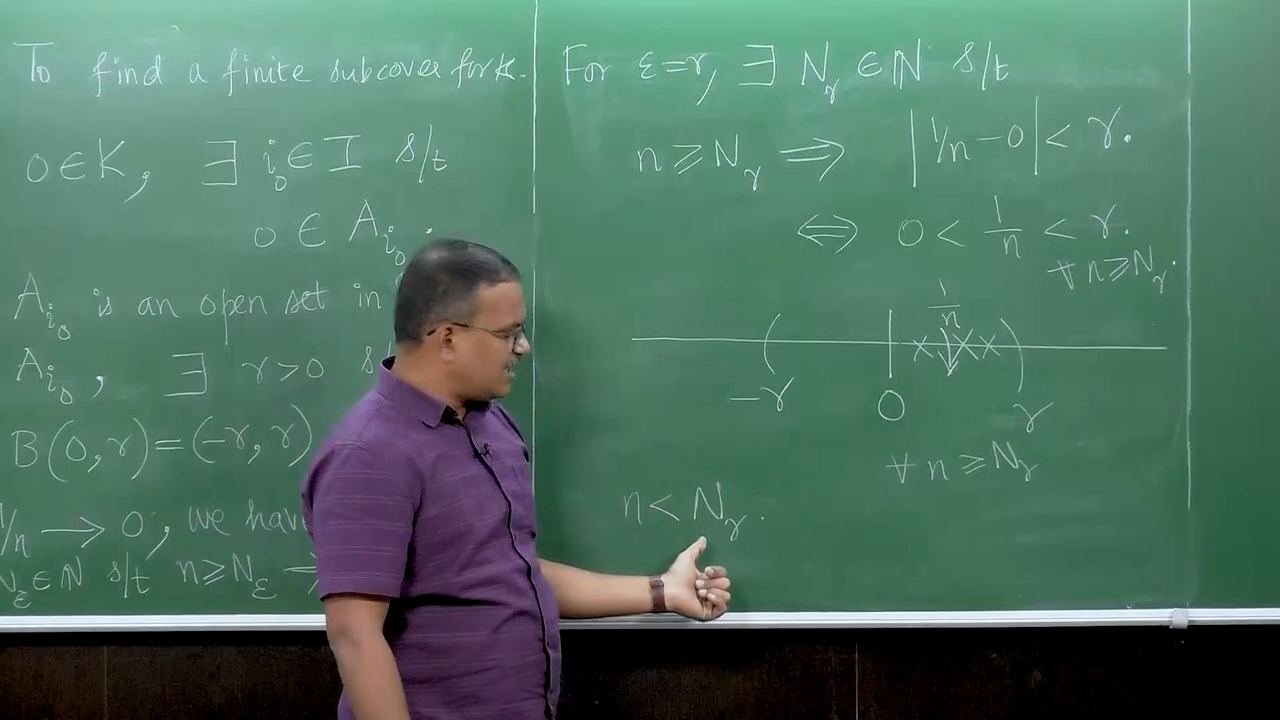 To find a finite subcover for K.
0 ∈ K, ∃ i₀ ∈ I s/t
0 ∈ A_{i₀}.
A_{i₀} is an open set in
A_{i₀}, ∃ r>0 s
B(0, r) = (-r, r)
1/n → 0, we have
N_ε ∈ ℕ s/t n ≥ N_ε ⇒
For ε = r, ∃ N_r ∈ ℕ s/t
n ≥ N_r ⇒ |1/n - 0| < r.
⇔ 0 < 1/n < r.
∀ n ≥ N_r.
1/n
-r 0 r
∀ n ≥ N_r
n < N_r.